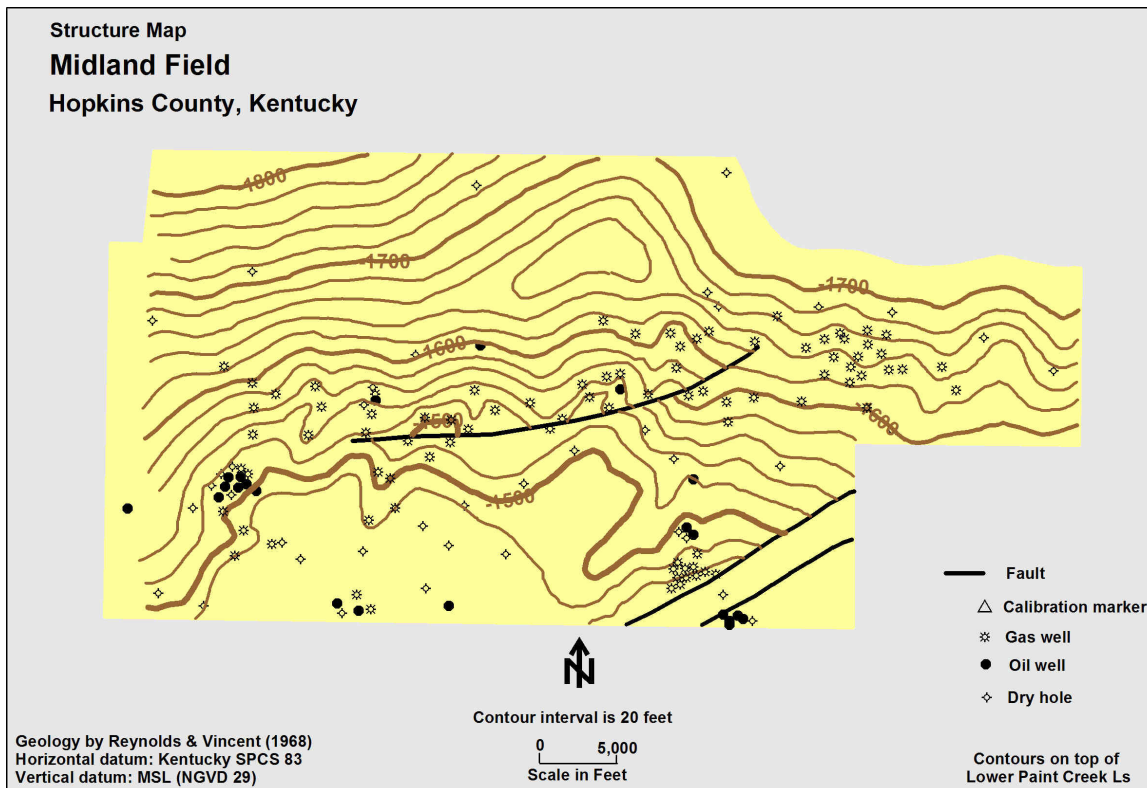 Structure Map
Midland Field
Hopkins County, Kentucky
-1800
-1700
-1700
-1600
-1600
-1500
-1500
Fault
Calibration marker
Gas well
Oil well
Dry hole
N
Contour interval is 20 feet
0 5,000
Scale in Feet
Geology by Reynolds & Vincent (1968)
Horizontal datum: Kentucky SPCS 83
Vertical datum: MSL (NGVD 29)
Contours on top of
Lower Paint Creek Ls